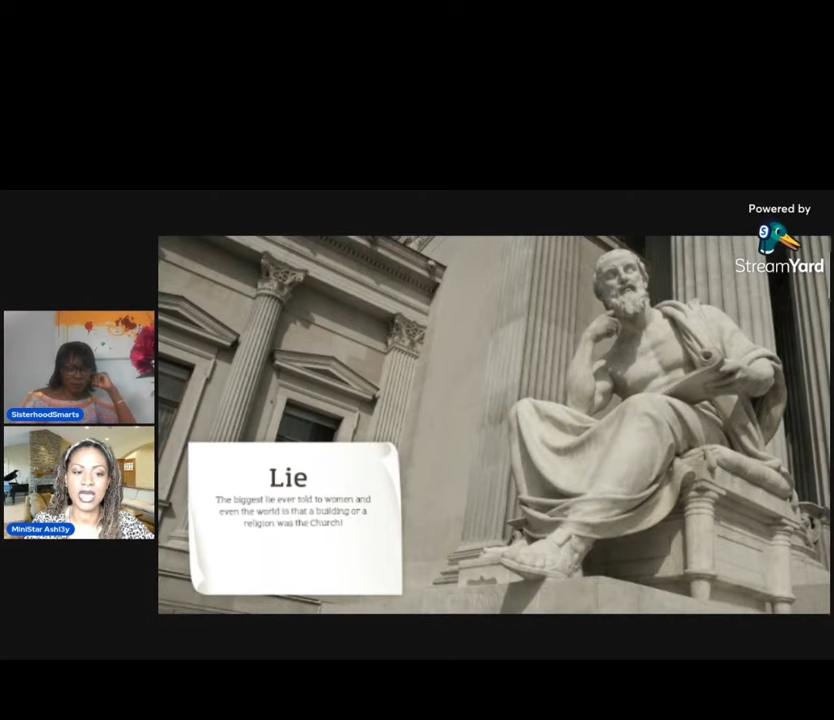 Powered by
S
StreamYard
SisterhoodSmarts
MiniStar Ashl3y
Lie
The biggest lie ever told to women and
even the world is that a building or a
religion was the Church!